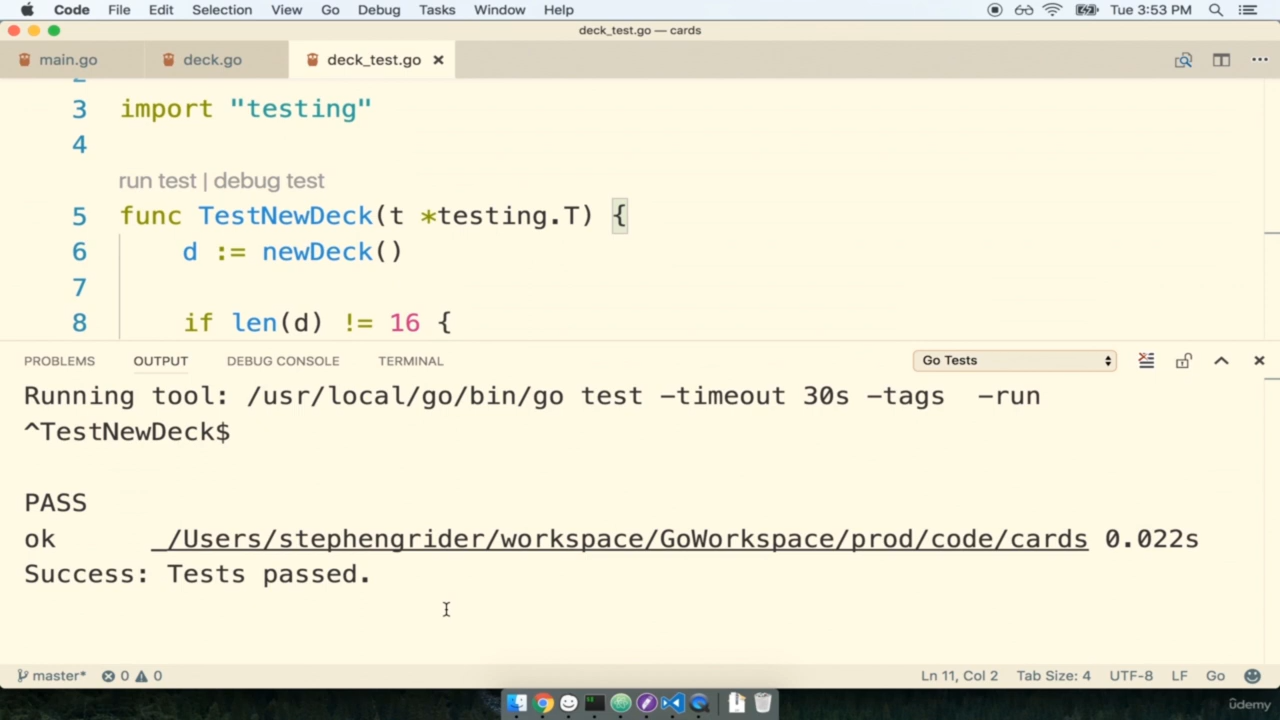 Code File Edit Selection View Go Debug Tasks Window Help Tue 3:53 PM
deck_test.go — cards
main.go deck.go deck_test.go
2
3 import "testing"
4
run test | debug test
5 func TestNewDeck(t *testing.T) {
6 d := newDeck()
7
8 if len(d) != 16 {
PROBLEMS OUTPUT DEBUG CONSOLE TERMINAL Go Tests
Running tool: /usr/local/go/bin/go test -timeout 30s -tags  -run
^TestNewDeck$
PASS
ok _/Users/stephengrider/workspace/GoWorkspace/prod/code/cards 0.022s
Success: Tests passed.
master* 0 0 Ln 11, Col 2 Tab Size: 4 UTF-8 LF Go
ûdemy